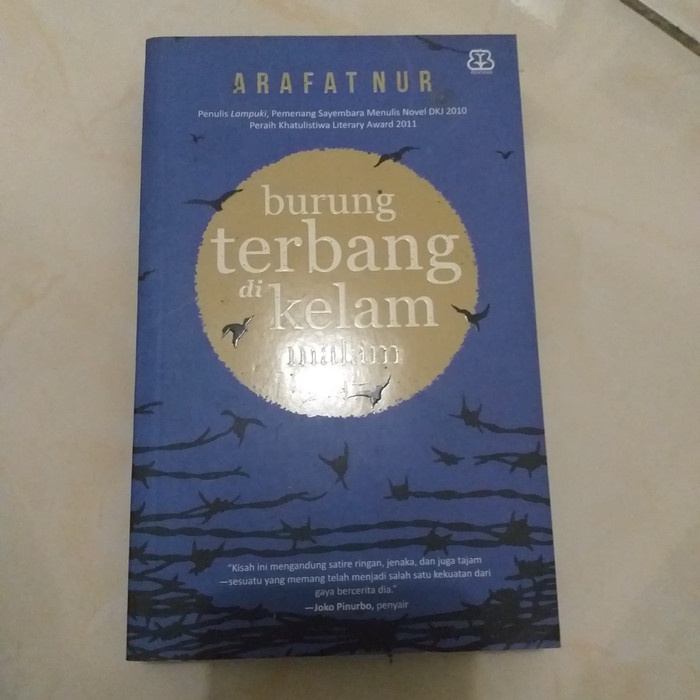 ARAFAT NUR
Penulis Lampuki, Pemenang Sayembara Menulis Novel DKJ 2010
Peraih Khatulistiwa Literary Award 2011
burung
terbang
di kelam
malam
"Kisah ini mengandung satire ringan, jenaka, dan juga tajam
—sesuatu yang memang telah menjadi salah satu kekuatan dari
gaya bercerita dia."
—Joko Pinurbo, penyair